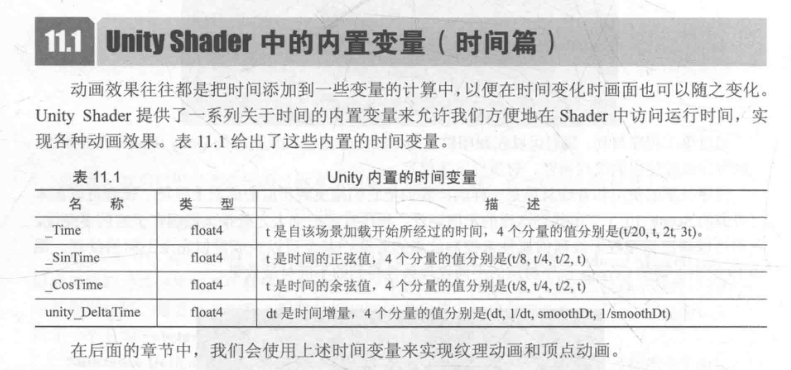 11.1 Unity Shader 中的内置变量（时间篇）
动画效果往往都是把时间添加到一些变量的计算中，以便在时间变化时画面也可以随之变化。
Unity Shader 提供了一系列关于时间的内置变量来允许我们方便地在 Shader 中访问运行时间，实
现各种动画效果。表 11.1 给出了这些内置的时间变量。
表 11.1 Unity 内置的时间变量
名 称 类 型 描 述
_Time float4 t 是自该场景加载开始所经过的时间，4 个分量的值分别是(t/20, t, 2t, 3t)。
_SinTime float4 t 是时间的正弦值，4 个分量的值分别是(t/8, t/4, t/2, t)
_CosTime float4 t 是时间的余弦值，4 个分量的值分别是(t/8, t/4, t/2, t)
unity_DeltaTime float4 dt 是时间增量，4 个分量的值分别是(dt, 1/dt, smoothDt, 1/smoothDt)
在后面的章节中，我们会使用上述时间变量来实现纹理动画和顶点动画。